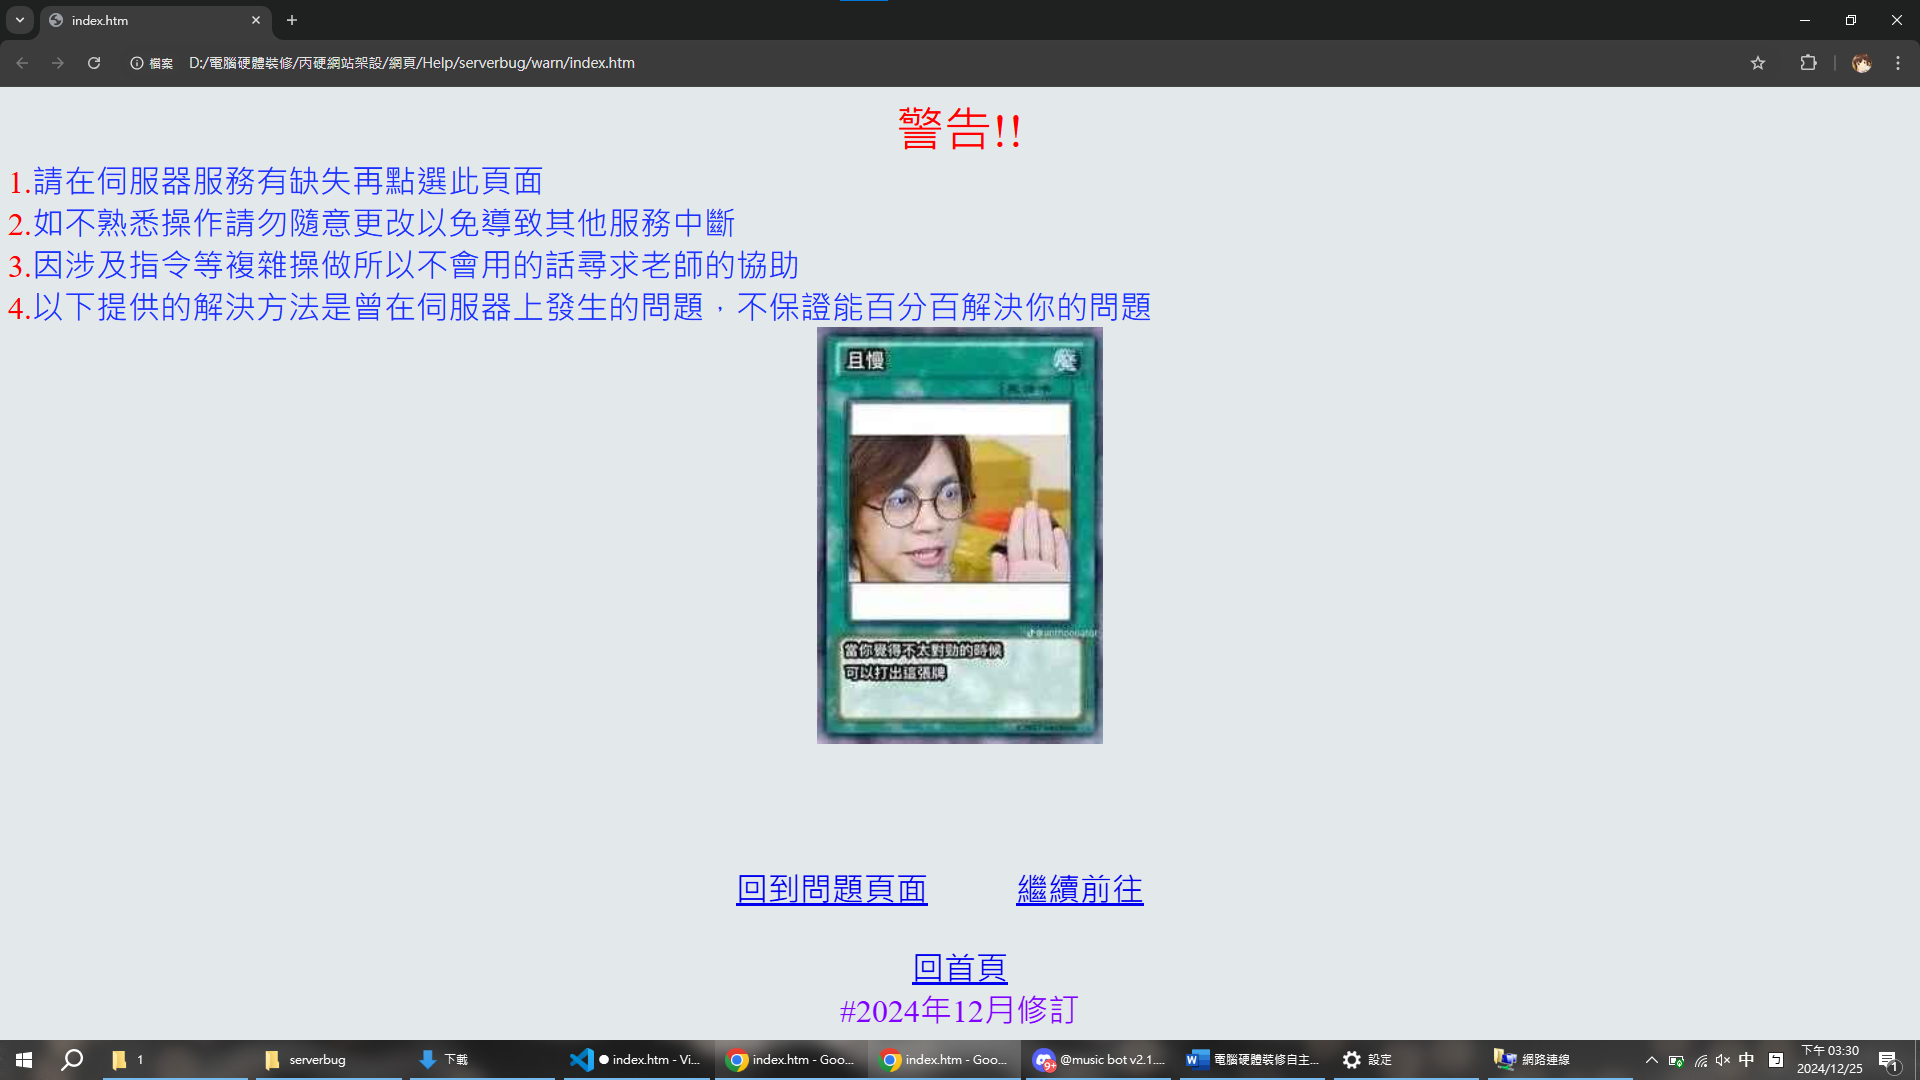 index.htm
檔案 D:/電腦硬體裝修/丙硬網站架設/網頁/Help/serverbug/warn/index.htm
警告!!
1.請在伺服器服務有缺失再點選此頁面
2.如不熟悉操作請勿隨意更改以免導致其他服務中斷
3.因涉及指令等複雜操做所以不會用的話尋求老師的協助
4.以下提供的解決方法是曾在伺服器上發生的問題，不保證能百分百解決你的問題
且慢
當你覺得不太對勁的時候
可以打出這張牌
回到問題頁面 繼續前往
回首頁
#2024年12月修訂
1 serverbug 下載 index.htm - Vi... index.htm - Goo... index.htm - Goo... 9+ @music bot v2.1.... 電腦硬體裝修自主... 設定 網路連線 中 下午 03:30 1
2024/12/25